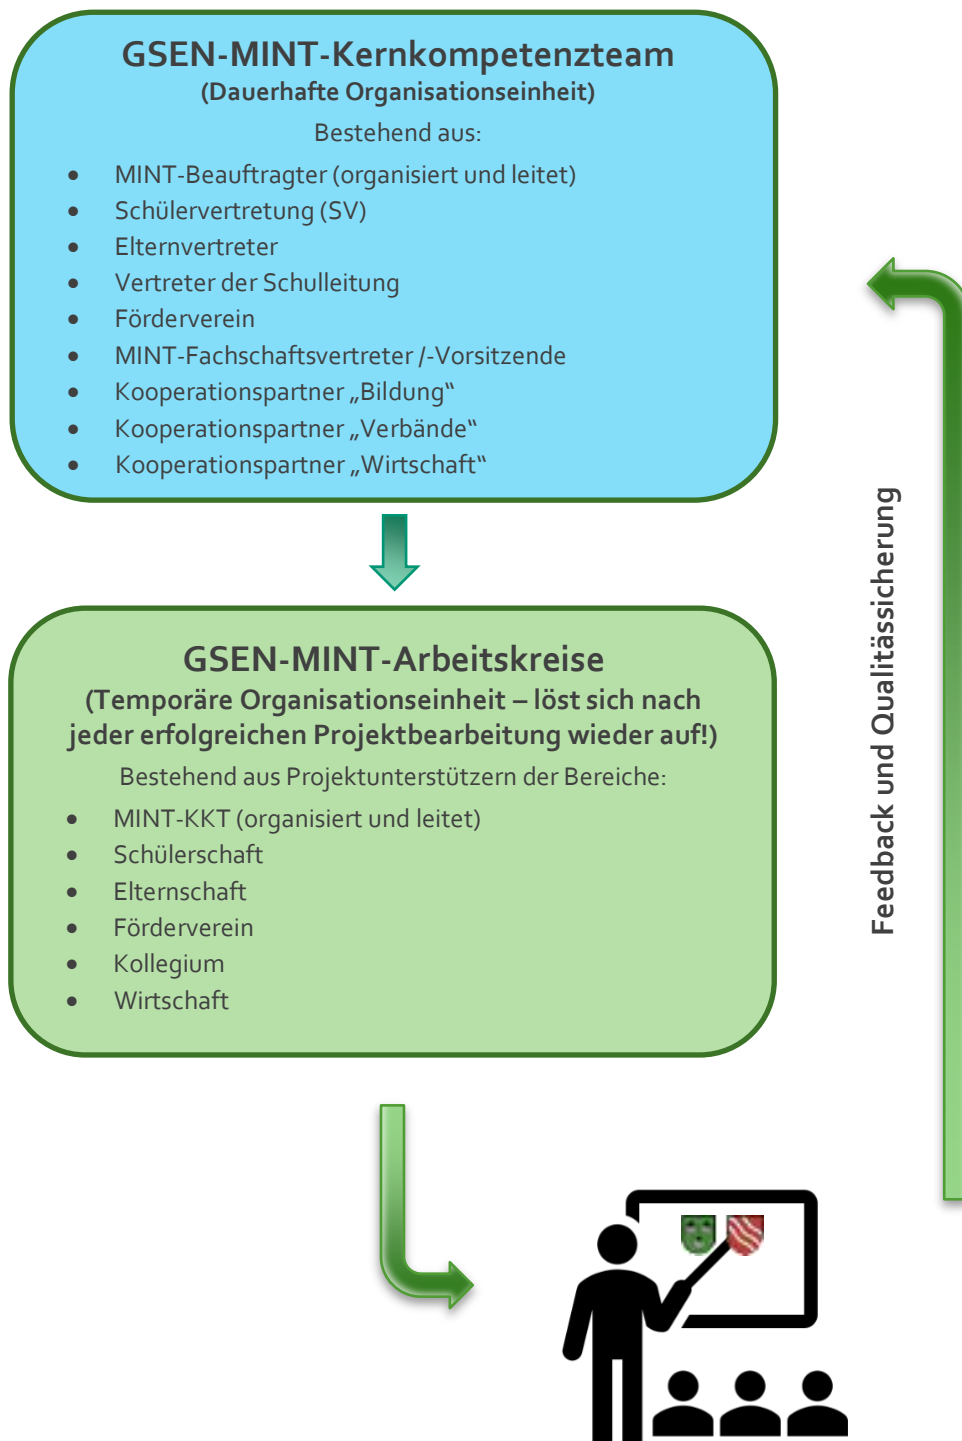 GSEN-MINT-Kernkompetenzteam
(Dauerhafte Organisationseinheit)
Bestehend aus:
• MINT-Beauftragter (organisiert und leitet)
• Schülervertretung (SV)
• Elternvertreter
• Vertreter der Schulleitung
• Förderverein
• MINT-Fachschaftsvertreter /-Vorsitzende
• Kooperationspartner „Bildung“
• Kooperationspartner „Verbände“
• Kooperationspartner „Wirtschaft“
GSEN-MINT-Arbeitskreise
(Temporäre Organisationseinheit – löst sich nach
jeder erfolgreichen Projektbearbeitung wieder auf!)
Bestehend aus Projektunterstützern der Bereiche:
• MINT-KKT (organisiert und leitet)
• Schülerschaft
• Elternschaft
• Förderverein
• Kollegium
• Wirtschaft
Feedback und Qualitässicherung